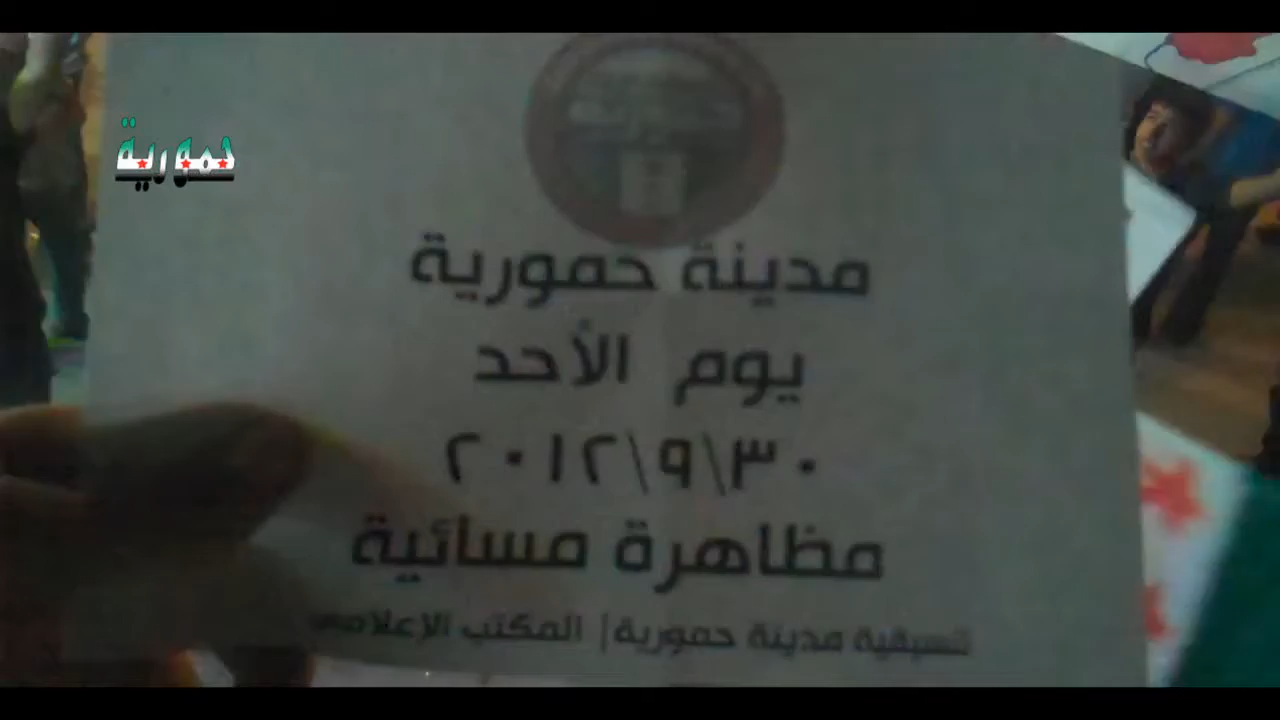 حمورية
مدينة حمورية
يوم الأحد
٣٠\٩\٢٠١٢
مظاهرة مسائية
تنسيقية مدينة حمورية | المكتب الإعلامي